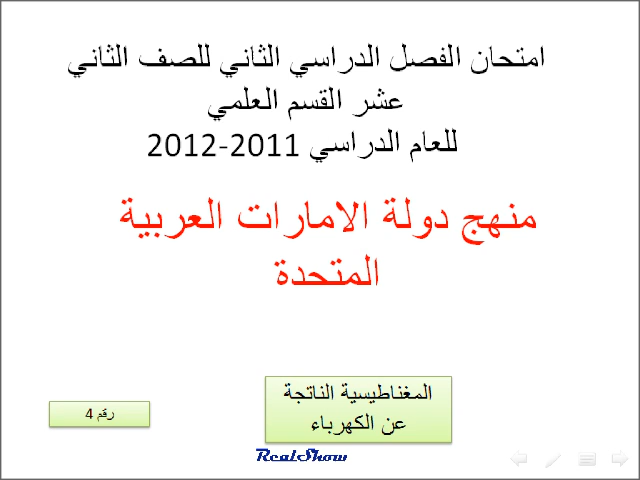 امتحان الفصل الدراسي الثاني للصف الثاني
عشر القسم العلمي
للعام الدراسي 2011-2012
منهج دولة الامارات العربية
المتحدة
المغناطيسية الناتجة
عن الكهرباء
رقم 4
RealShow